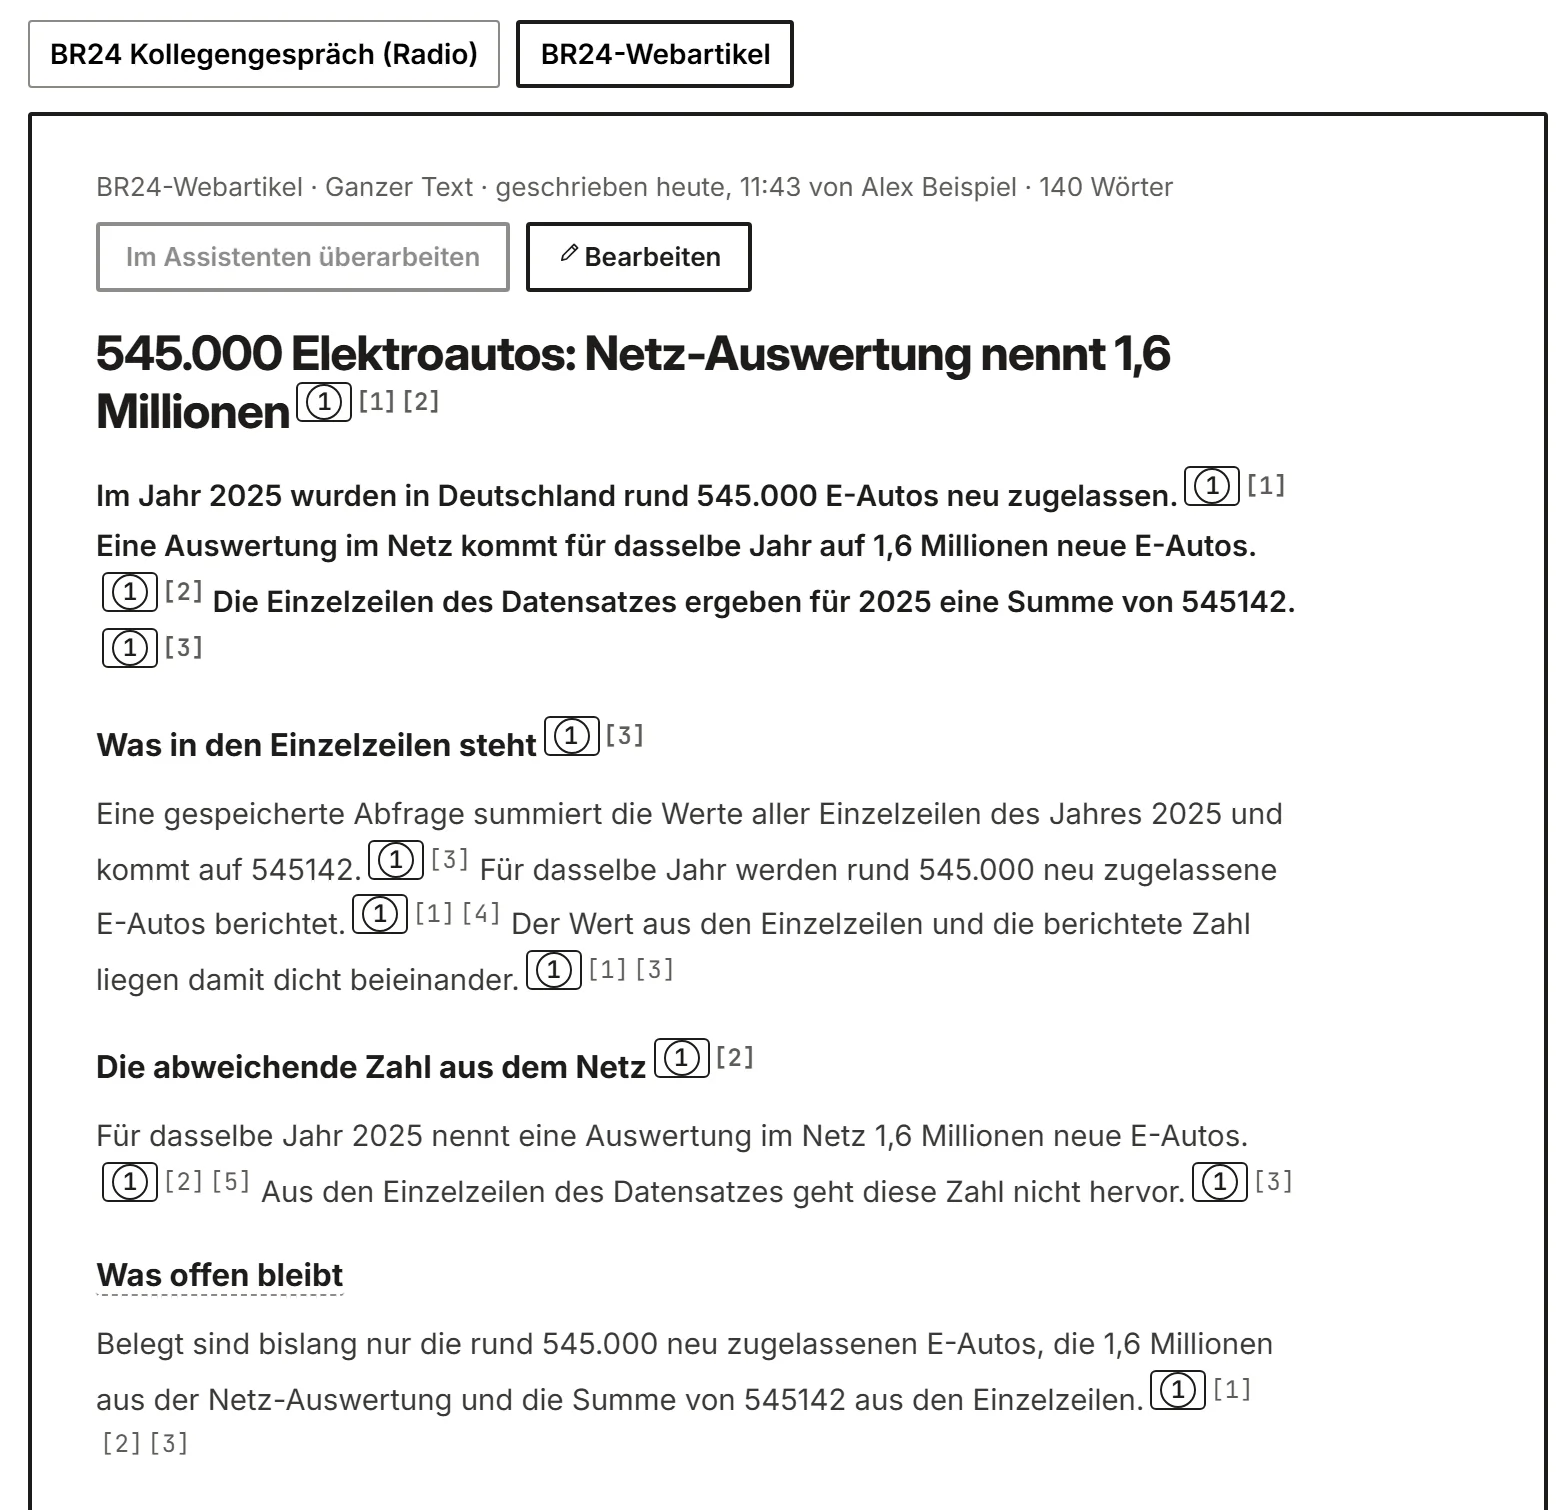 BR24 Kollegengespräch (Radio) BR24-Webartikel
BR24-Webartikel · Ganzer Text · geschrieben heute, 11:43 von Alex Beispiel · 140 Wörter
Im Assistenten überarbeiten Bearbeiten
545.000 Elektroautos: Netz-Auswertung nennt 1,6
Millionen ① [1] [2]
Im Jahr 2025 wurden in Deutschland rund 545.000 E-Autos neu zugelassen. ① [1]
Eine Auswertung im Netz kommt für dasselbe Jahr auf 1,6 Millionen neue E-Autos.
① [2] Die Einzelzeilen des Datensatzes ergeben für 2025 eine Summe von 545142.
① [3]
Was in den Einzelzeilen steht ① [3]
Eine gespeicherte Abfrage summiert die Werte aller Einzelzeilen des Jahres 2025 und
kommt auf 545142. ① [3] Für dasselbe Jahr werden rund 545.000 neu zugelassene
E-Autos berichtet. ① [1] [4] Der Wert aus den Einzelzeilen und die berichtete Zahl
liegen damit dicht beieinander. ① [1] [3]
Die abweichende Zahl aus dem Netz ① [2]
Für dasselbe Jahr 2025 nennt eine Auswertung im Netz 1,6 Millionen neue E-Autos.
① [2] [5] Aus den Einzelzeilen des Datensatzes geht diese Zahl nicht hervor. ① [3]
Was offen bleibt
Belegt sind bislang nur die rund 545.000 neu zugelassenen E-Autos, die 1,6 Millionen
aus der Netz-Auswertung und die Summe von 545142 aus den Einzelzeilen. ① [1]
[2] [3]